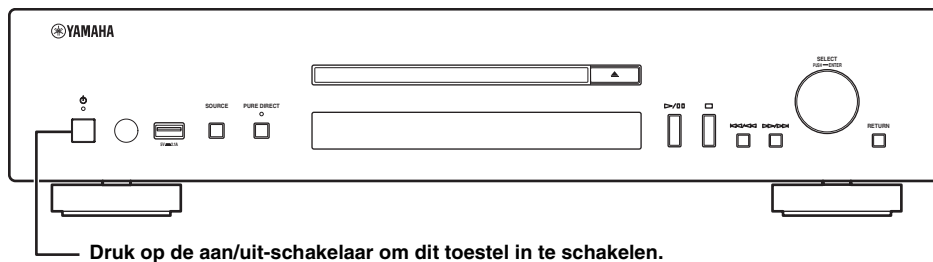 YAMAHA
SELECT
PUSH — ENTER
SOURCE
PURE DIRECT
RETURN
Druk op de aan/uit-schakelaar om dit toestel in te schakelen.